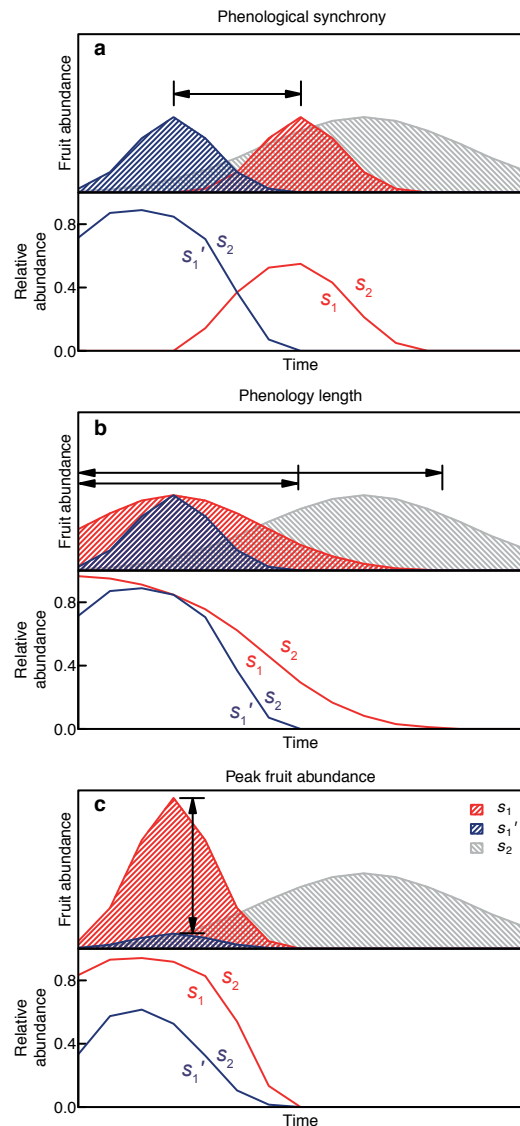 Phenological synchrony
a
Fruit abundance
0.8
0.4
0.0
Relative
abundance
s₁′ s₂
s₁ s₂
Time
Phenology length
b
Fruit abundance
0.8
0.4
0.0
Relative
abundance
s₁ s₂
s₁′ s₂
Time
Peak fruit abundance
c
s₁
s₁′
s₂
Fruit abundance
0.8
0.4
0.0
Relative
abundance
s₁ s₂
s₁′ s₂
Time